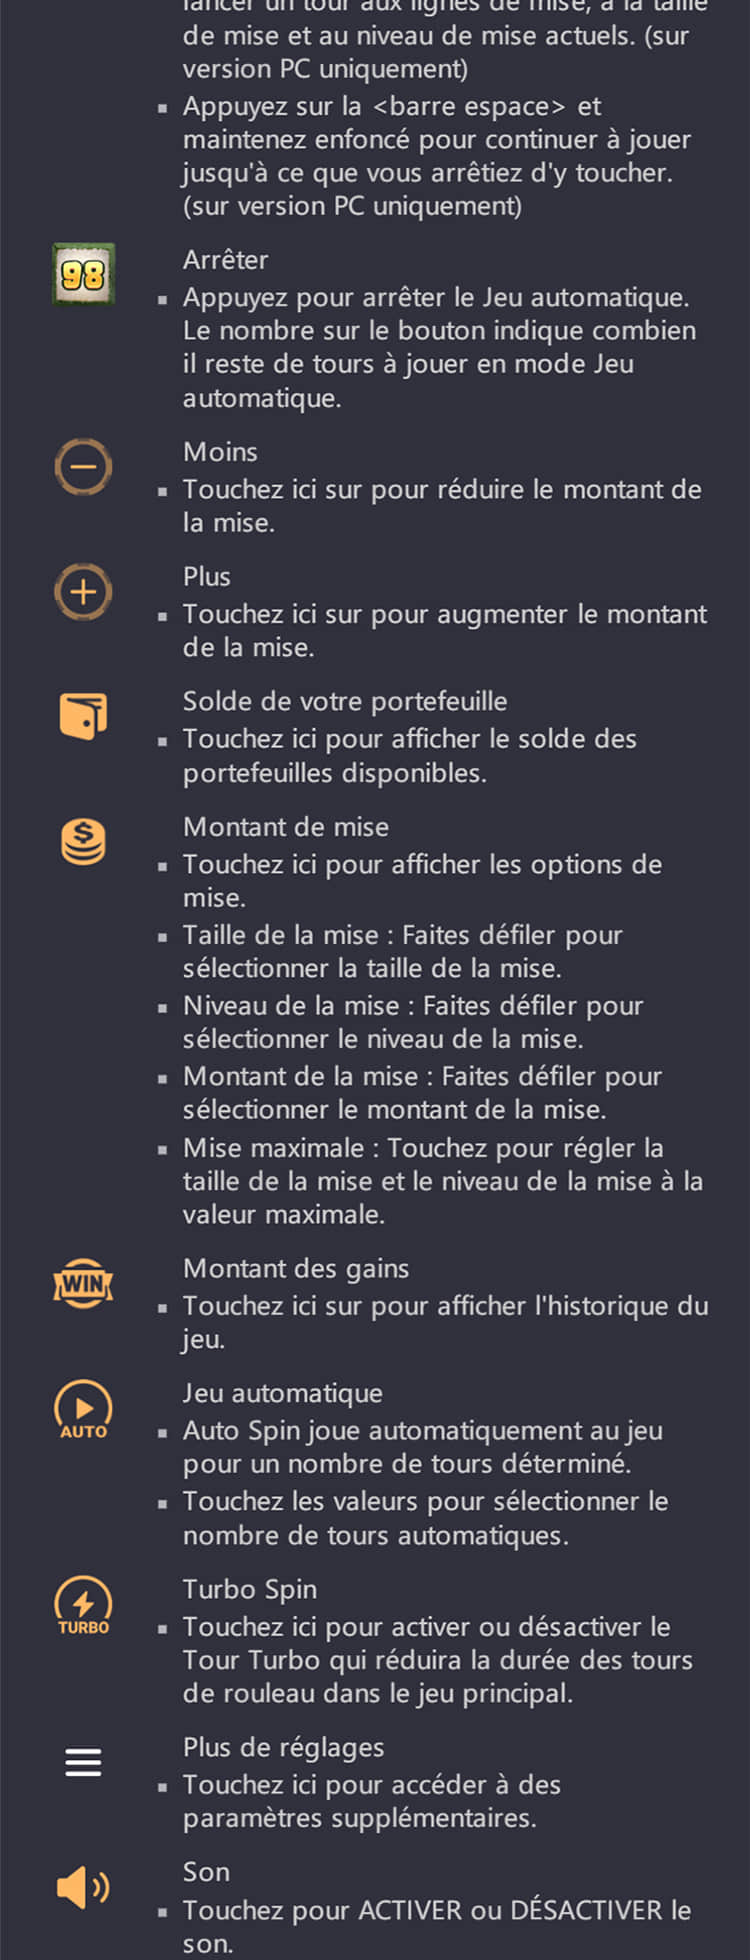 lancer un tour aux lignes de mise, à la taille
de mise et au niveau de mise actuels. (sur
version PC uniquement)
▪ Appuyez sur la <barre espace> et
maintenez enfoncé pour continuer à jouer
jusqu'à ce que vous arrêtiez d'y toucher.
(sur version PC uniquement)
98
Arrêter
▪ Appuyez pour arrêter le Jeu automatique.
Le nombre sur le bouton indique combien
il reste de tours à jouer en mode Jeu
automatique.
Moins
▪ Touchez ici sur pour réduire le montant de
la mise.
Plus
▪ Touchez ici sur pour augmenter le montant
de la mise.
Solde de votre portefeuille
▪ Touchez ici pour afficher le solde des
portefeuilles disponibles.
$
Montant de mise
▪ Touchez ici pour afficher les options de
mise.
▪ Taille de la mise : Faites défiler pour
sélectionner la taille de la mise.
▪ Niveau de la mise : Faites défiler pour
sélectionner le niveau de la mise.
▪ Montant de la mise : Faites défiler pour
sélectionner le montant de la mise.
▪ Mise maximale : Touchez pour régler la
taille de la mise et le niveau de la mise à la
valeur maximale.
WIN
Montant des gains
▪ Touchez ici sur pour afficher l'historique du
jeu.
AUTO
Jeu automatique
▪ Auto Spin joue automatiquement au jeu
pour un nombre de tours déterminé.
▪ Touchez les valeurs pour sélectionner le
nombre de tours automatiques.
TURBO
Turbo Spin
▪ Touchez ici pour activer ou désactiver le
Tour Turbo qui réduira la durée des tours
de rouleau dans le jeu principal.
Plus de réglages
▪ Touchez ici pour accéder à des
paramètres supplémentaires.
Son
▪ Touchez pour ACTIVER ou DÉSACTIVER le
son.